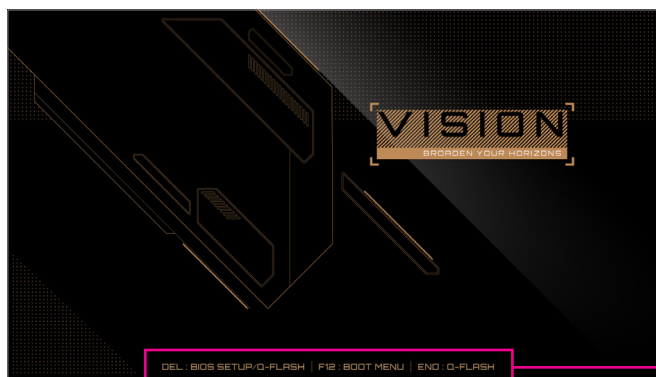 VISION
BROADEN YOUR HORIZONS
DEL : BIOS SETUP/Q-FLASH | F12 : BOOT MENU | END : Q-FLASH